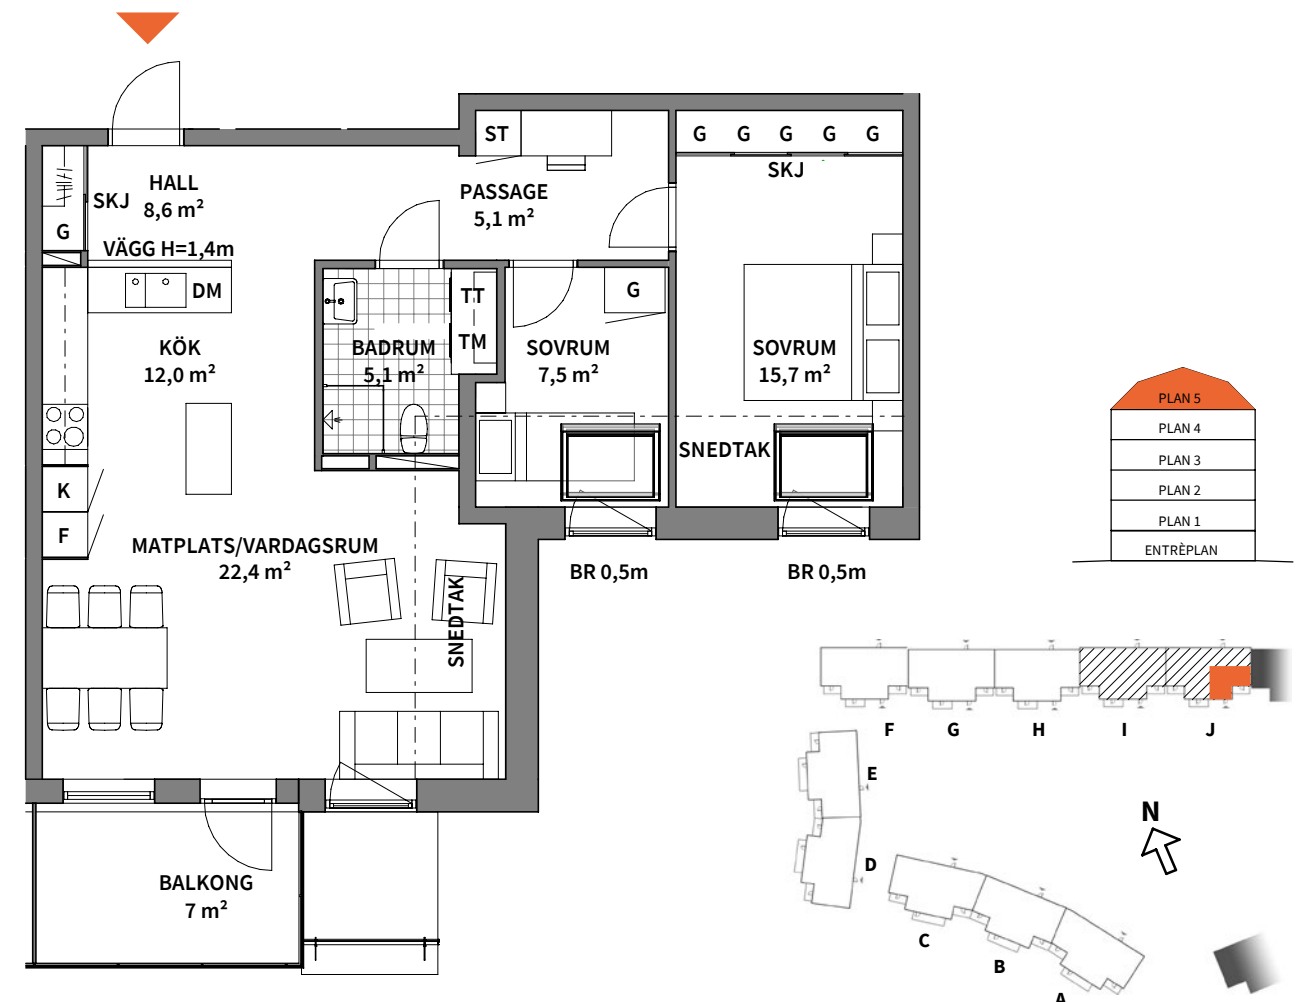 ST
G G G G G
SKJ
HALL
8,6 m²
SKJ
G
VÄGG H=1,4m
PASSAGE
5,1 m²
DM
TT
TM
G
KÖK
12,0 m²
BADRUM
5,1 m²
SOVRUM
7,5 m²
SOVRUM
15,7 m²
SNEDTAK
K
F
MATPLATS/VARDAGSRUM
22,4 m²
SNEDTAK
BR 0,5m
BR 0,5m
BALKONG
7 m²
PLAN 5
PLAN 4
PLAN 3
PLAN 2
PLAN 1
ENTRÈPLAN
F G H I J
E
D
N
C
B
A